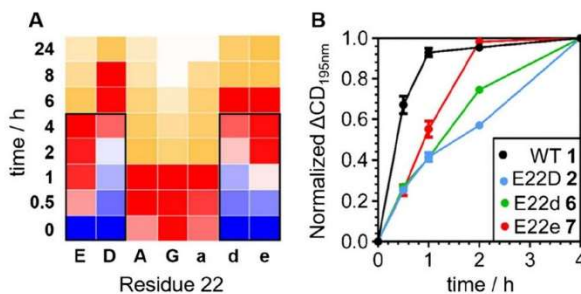 A
time / h
24
8
6
4
2
1
0.5
0
E D A G a d e
Residue 22
B
Normalized ΔCD195nm
1.0
0.8
0.6
0.4
0.2
0.0
0 1 2 3 4
time / h
WT 1
E22D 2
E22d 6
E22e 7